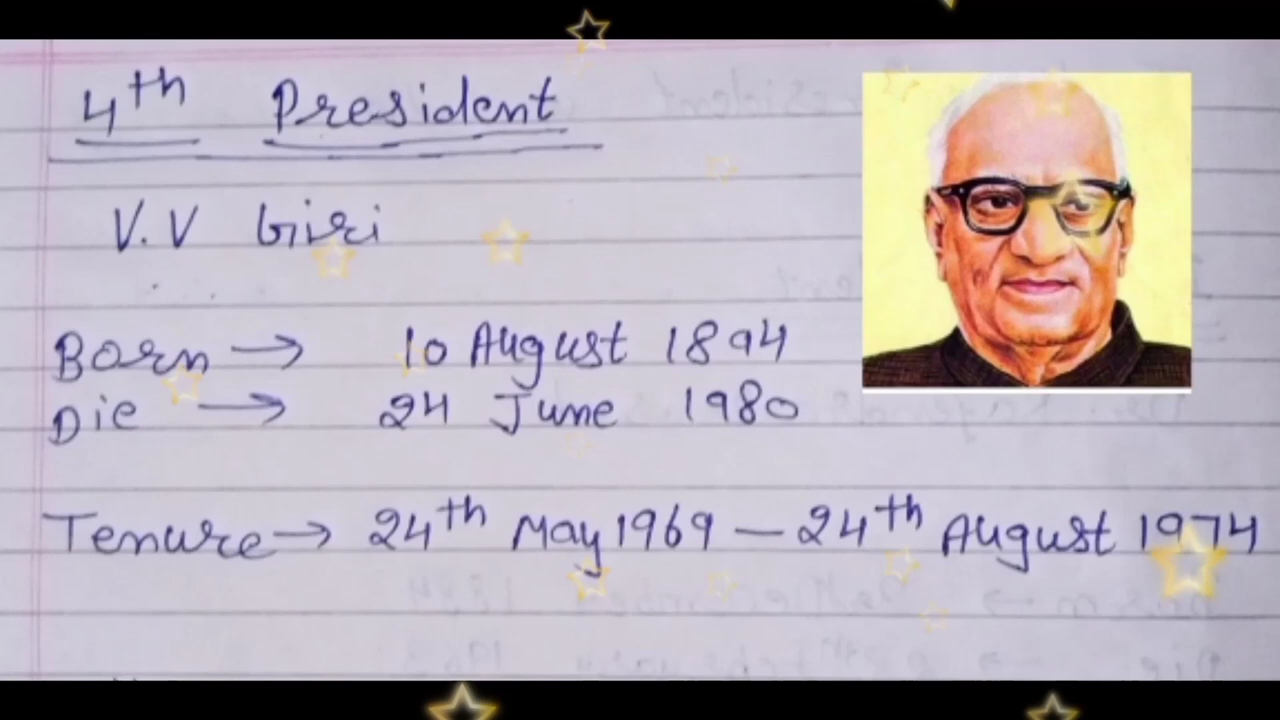 4th President
V.V Giri
Born → 10 August 1894
Die → 24 June 1980
Tenure → 24th May 1969 – 24th August 1974